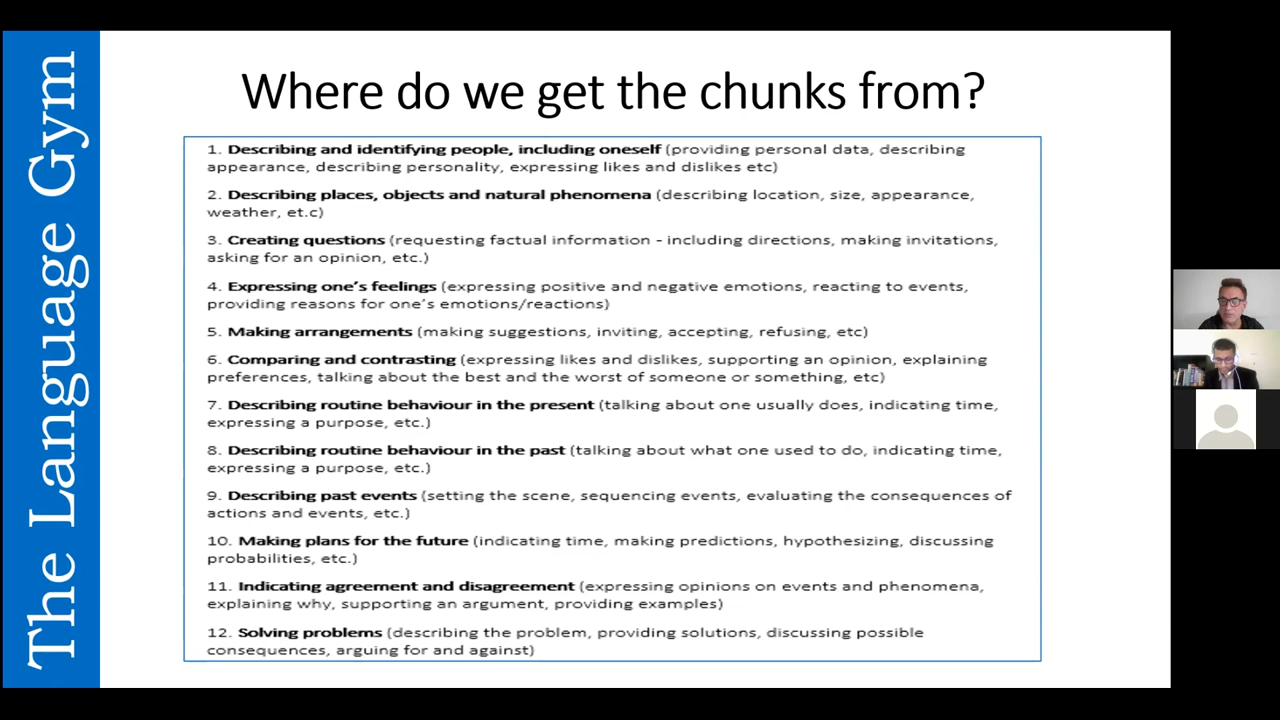 The Language Gym
Where do we get the chunks from?
1. Describing and identifying people, including oneself (providing personal data, describing
appearance, describing personality, expressing likes and dislikes etc)
2. Describing places, objects and natural phenomena (describing location, size, appearance,
weather, et.c)
3. Creating questions (requesting factual information - including directions, making invitations,
asking for an opinion, etc.)
4. Expressing one's feelings (expressing positive and negative emotions, reacting to events,
providing reasons for one's emotions/reactions)
5. Making arrangements (making suggestions, inviting, accepting, refusing, etc)
6. Comparing and contrasting (expressing likes and dislikes, supporting an opinion, explaining
preferences, talking about the best and the worst of someone or something, etc)
7. Describing routine behaviour in the present (talking about one usually does, indicating time,
expressing a purpose, etc.)
8. Describing routine behaviour in the past (talking about what one used to do, indicating time,
expressing a purpose, etc.)
9. Describing past events (setting the scene, sequencing events, evaluating the consequences of
actions and events, etc.)
10. Making plans for the future (indicating time, making predictions, hypothesizing, discussing
probabilities, etc.)
11. Indicating agreement and disagreement (expressing opinions on events and phenomena,
explaining why, supporting an argument, providing examples)
12. Solving problems (describing the problem, providing solutions, discussing possible
consequences, arguing for and against)